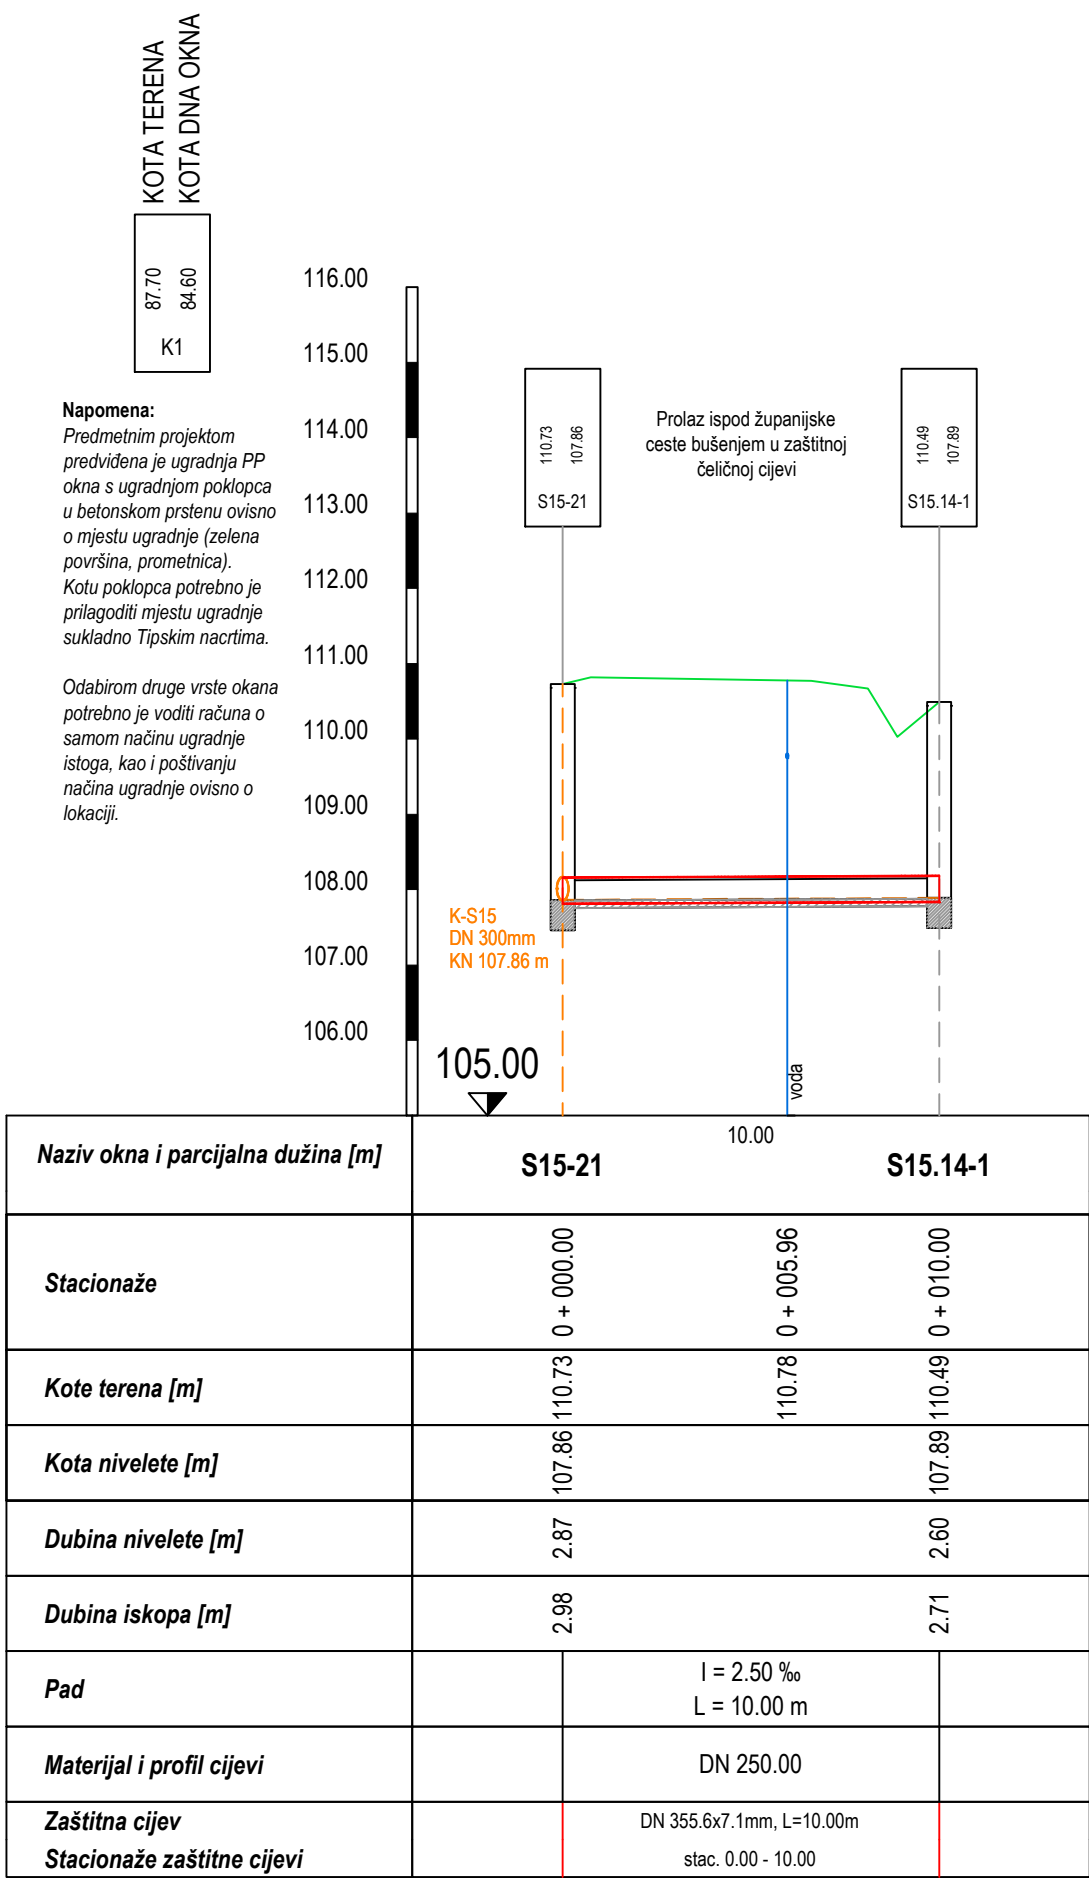 KOTA TERENA
KOTA DNA OKNA
87.70
84.60
K1
Napomena:
Predmetnim projektom
predviđena je ugradnja PP
okna s ugradnjom poklopca
u betonskom prstenu ovisno
o mjestu ugradnje (zelena
površina, prometnica).
Kotu poklopca potrebno je
prilagoditi mjestu ugradnje
sukladno Tipskim nacrtima.
Odabirom druge vrste okana
potrebno je voditi računa o
samom načinu ugradnje
istoga, kao i poštivanju
načina ugradnje ovisno o
lokaciji.
116.00
115.00
114.00
113.00
112.00
111.00
110.00
109.00
108.00
107.00
106.00
105.00
110.73
107.86
S15-21
Prolaz ispod županijske
ceste bušenjem u zaštitnoj
čeličnoj cijevi
110.49
107.89
S15.14-1
K-S15
DN 300mm
KN 107.86 m
voda
Naziv okna i parcijalna dužina [m]
10.00
S15-21
S15.14-1
Stacionaže
0 + 000.00
0 + 005.96
0 + 010.00
Kote terena [m]
110.73
110.78
110.49
Kota nivelete [m]
107.86
107.89
Dubina nivelete [m]
2.87
2.60
Dubina iskopa [m]
2.98
2.71
Pad
I = 2.50 ‰
L = 10.00 m
Materijal i profil cijevi
DN 250.00
Zaštitna cijev
DN 355.6x7.1mm, L=10.00m
Stacionaže zaštitne cijevi
stac. 0.00 - 10.00